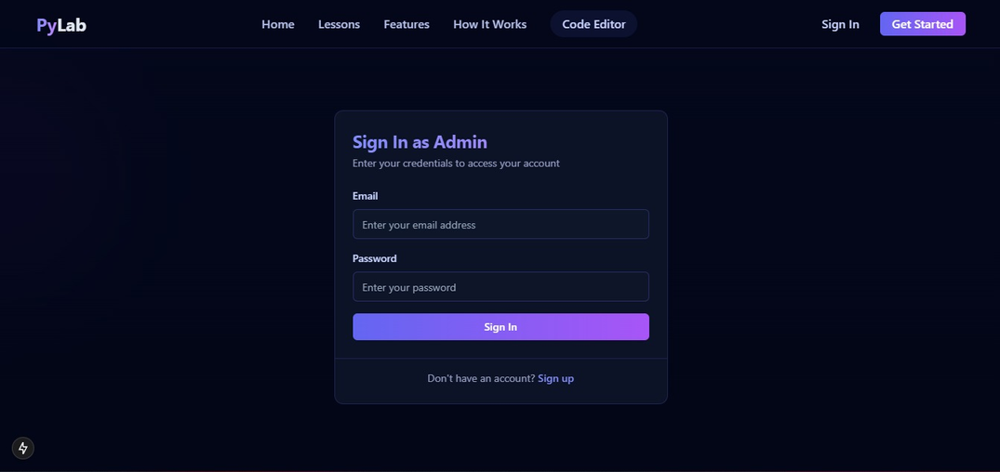 PyLab
Home
Lessons
Features
How It Works
Code Editor
Sign In
Get Started
Sign In as Admin
Enter your credentials to access your account
Email
Enter your email address
Password
Enter your password
Sign In
Don't have an account? Sign up